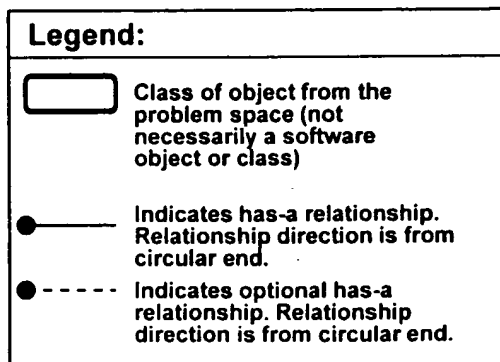 Legend:
Class of object from the
problem space (not
necessarily a software
object or class)
Indicates has-a relationship.
Relationship direction is from
circular end.
Indicates optional has-a
relationship. Relationship
direction is from circular end.